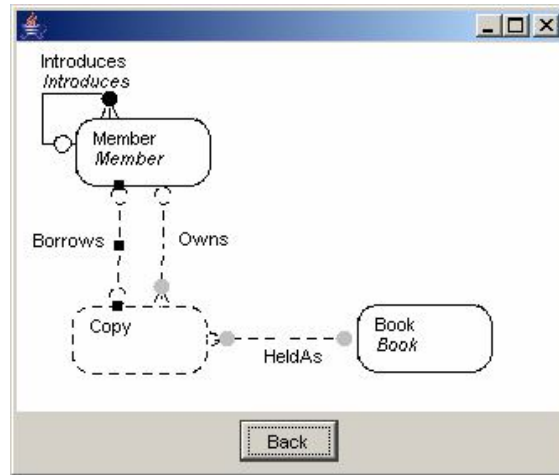 Introduces
Introduces
Member
Member
Borrows
Owns
Copy
Book
Book
HeldAs
Back